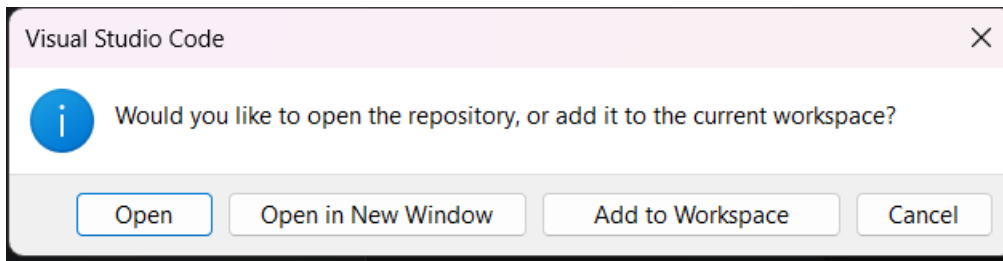 Visual Studio Code
Would you like to open the repository, or add it to the current workspace?
Open
Open in New Window
Add to Workspace
Cancel